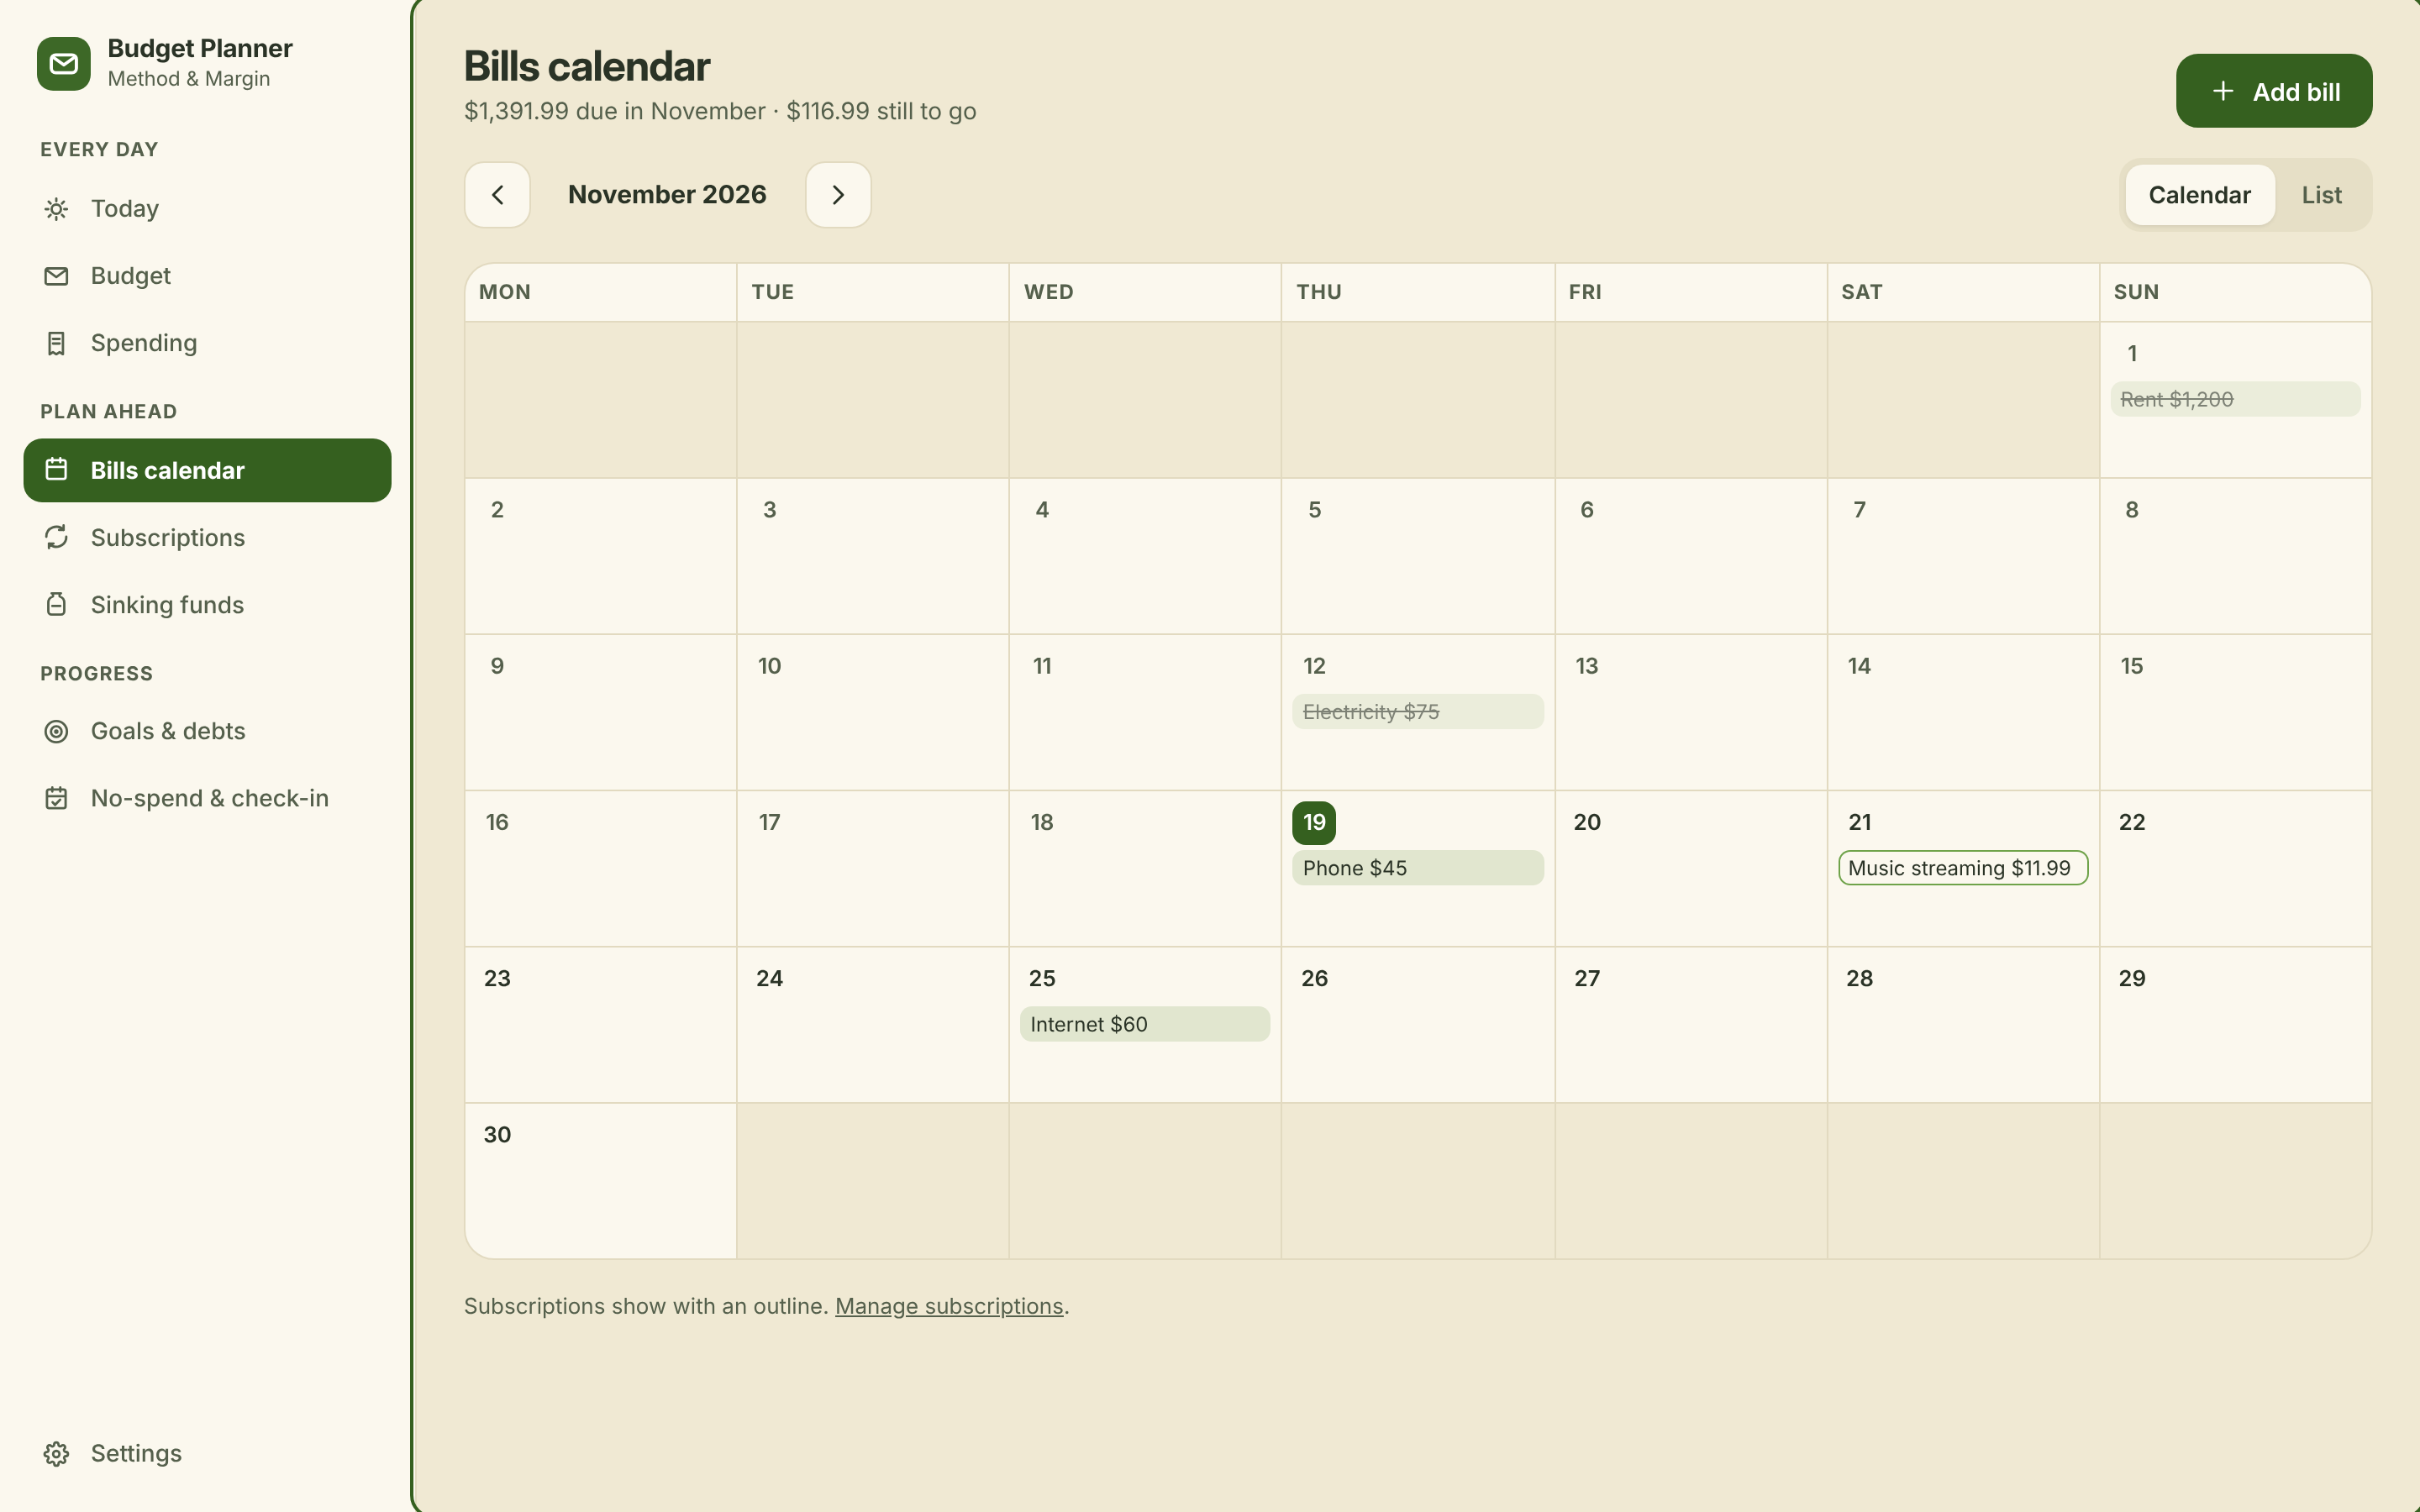 Budget Planner
Method & Margin
EVERY DAY
Today
Budget
Spending
PLAN AHEAD
Bills calendar
Subscriptions
Sinking funds
PROGRESS
Goals & debts
No-spend & check-in
Settings
Bills calendar
$1,391.99 due in November · $116.99 still to go
Add bill
November 2026
Calendar List
MON TUE WED THU FRI SAT SUN
1
Rent $1,200
2 3 4 5 6 7 8
9 10 11 12 13 14 15
Electricity $75
16 17 18 19 20 21 22
Phone $45 Music streaming $11.99
23 24 25 26 27 28 29
Internet $60
30
Subscriptions show with an outline. Manage subscriptions.